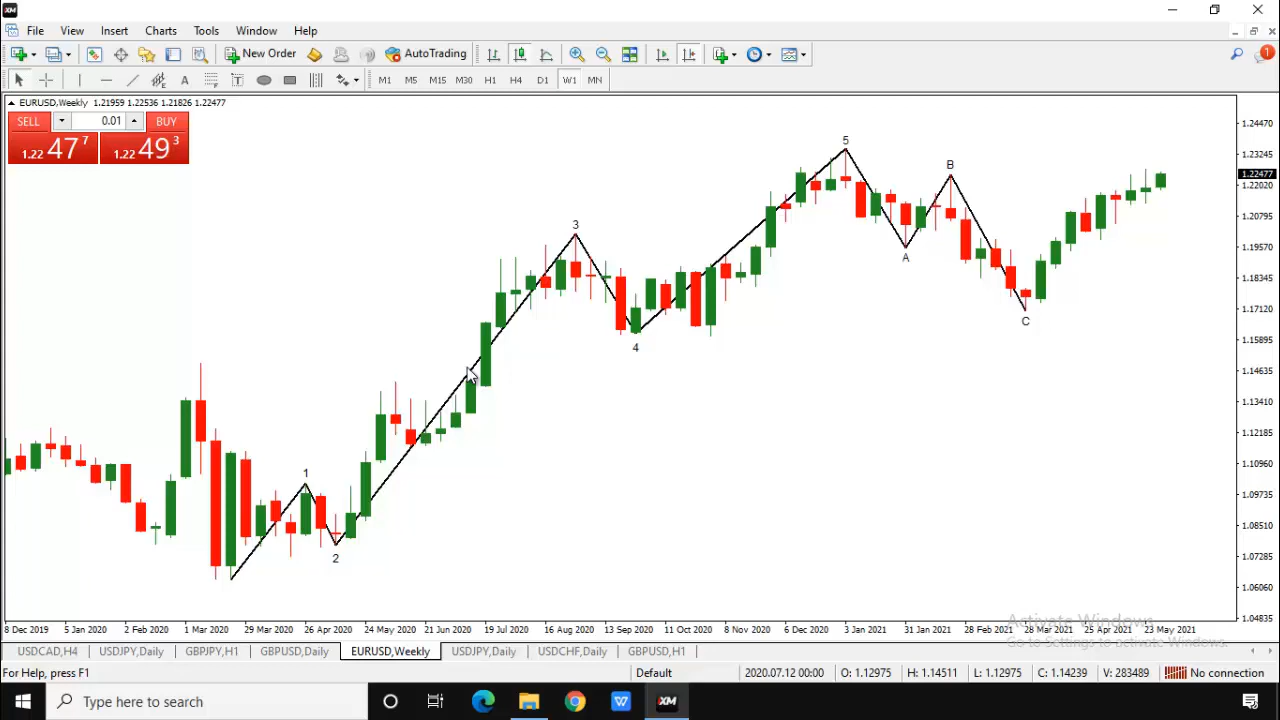 XM
File View Insert Charts Tools Window Help
New Order AutoTrading 1
A T M1 M5 M15 M30 H1 H4 D1 W1 MN
EURUSD,Weekly 1.21959 1.22536 1.21826 1.22477
SELL 0.01 BUY
1.22 47 7 1.22 49 3
1.24470
1.23245
1.22477
1.22020
1.20795
1.19570
1.18345
1.17120
1.15895
1.14635
1.13410
1.12185
1.10960
1.09735
1.08510
1.07285
1.06060
1.04835
5
B
3
A
C
4
1
2
8 Dec 2019 5 Jan 2020 2 Feb 2020 1 Mar 2020 29 Mar 2020 26 Apr 2020 24 May 2020 21 Jun 2020 19 Jul 2020 16 Aug 2020 13 Sep 2020 11 Oct 2020 8 Nov 2020 6 Dec 2020 3 Jan 2021 31 Jan 2021 28 Feb 2021 28 Mar 2021 25 Apr 2021 23 May 2021
Activate Windows
Go to Settings to activate Windows.
USDCAD,H4 USDJPY,Daily GBPJPY,H1 GBPUSD,Daily EURUSD,Weekly USDJPY,Daily USDCHF,Daily GBPUSD,H1
For Help, press F1 Default 2020.07.12 00:00 O: 1.12975 H: 1.14511 L: 1.12975 C: 1.14239 V: 283489 No connection
Type here to search W XM